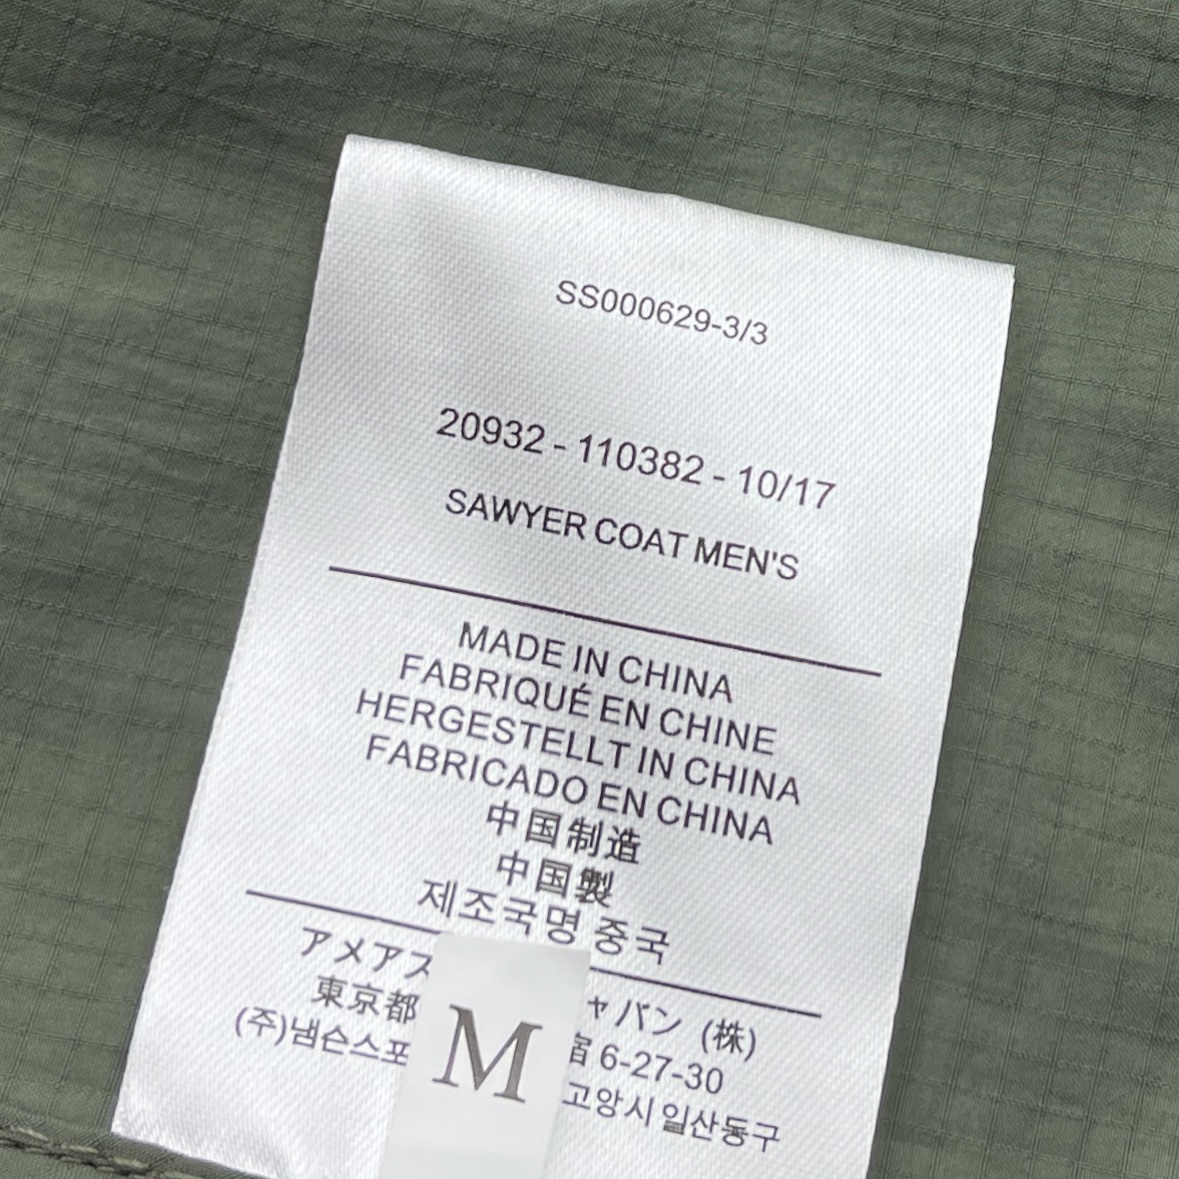 SS000629-3/3
20932 - 110382 - 10/17
SAWYER COAT MEN'S
MADE IN CHINA
FABRIQUÉ EN CHINE
HERGESTELLT IN CHINA
FABRICADO EN CHINA
中国制造
中国製
제조국명 중국
アメアス ャパン (株)
東京都 宿 6-27-30
(주)냄슨스포 고앙시일산동구
M